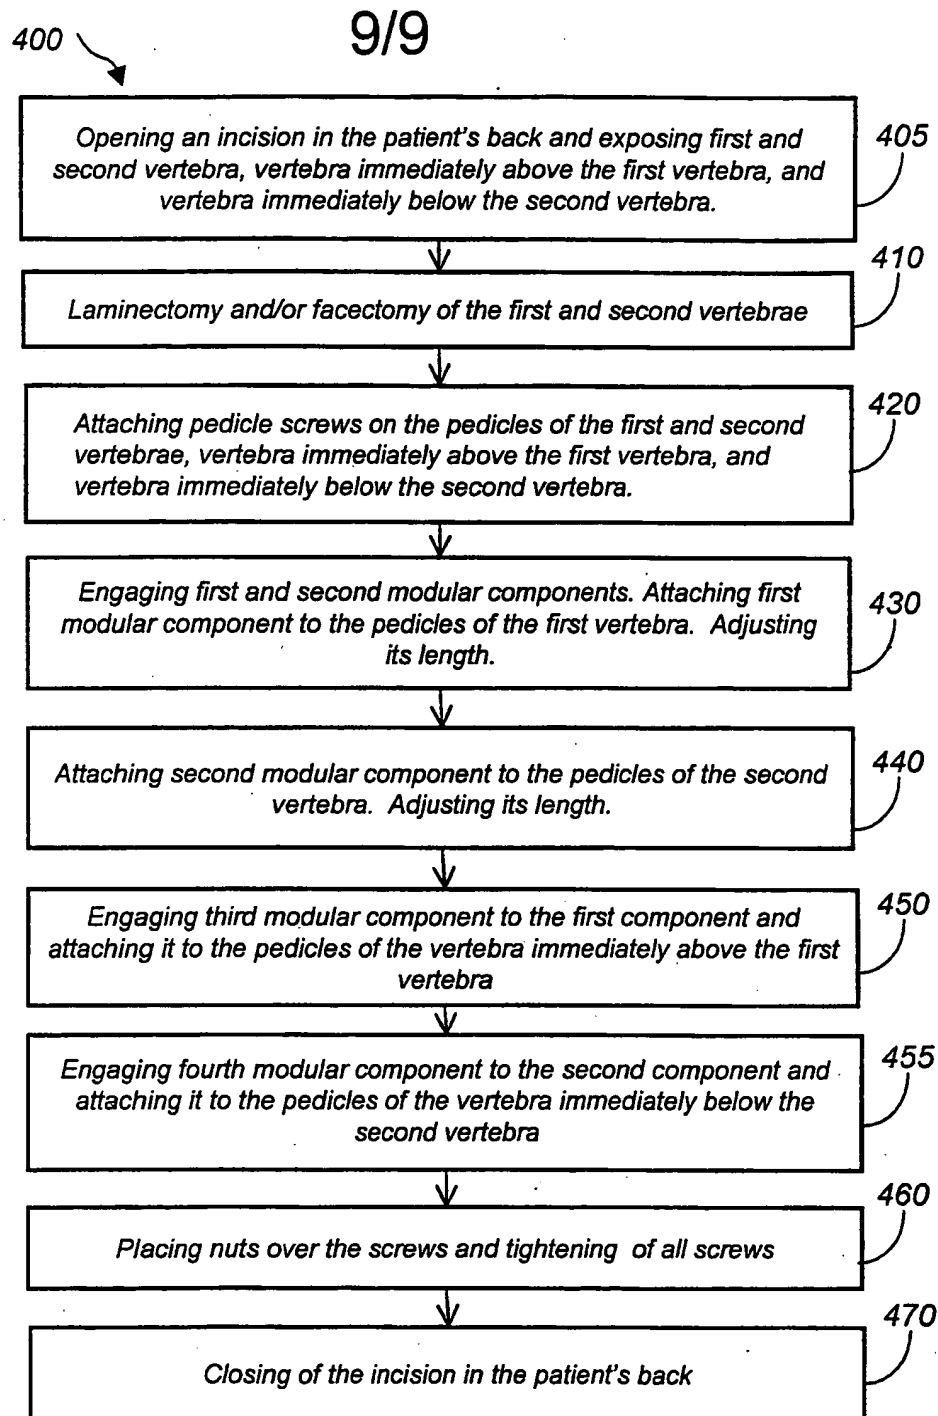 9/9
400
Opening an incision in the patient's back and exposing first and
second vertebra, vertebra immediately above the first vertebra, and
vertebra immediately below the second vertebra.
405
Laminectomy and/or facectomy of the first and second vertebrae
410
Attaching pedicle screws on the pedicles of the first and second
vertebrae, vertebra immediately above the first vertebra, and
vertebra immediately below the second vertebra.
420
Engaging first and second modular components. Attaching first
modular component to the pedicles of the first vertebra. Adjusting
its length.
430
Attaching second modular component to the pedicles of the second
vertebra. Adjusting its length.
440
Engaging third modular component to the first component and
attaching it to the pedicles of the vertebra immediately above the first
vertebra
450
Engaging fourth modular component to the second component and
attaching it to the pedicles of the vertebra immediately below the
second vertebra
455
Placing nuts over the screws and tightening of all screws
460
Closing of the incision in the patient's back
470